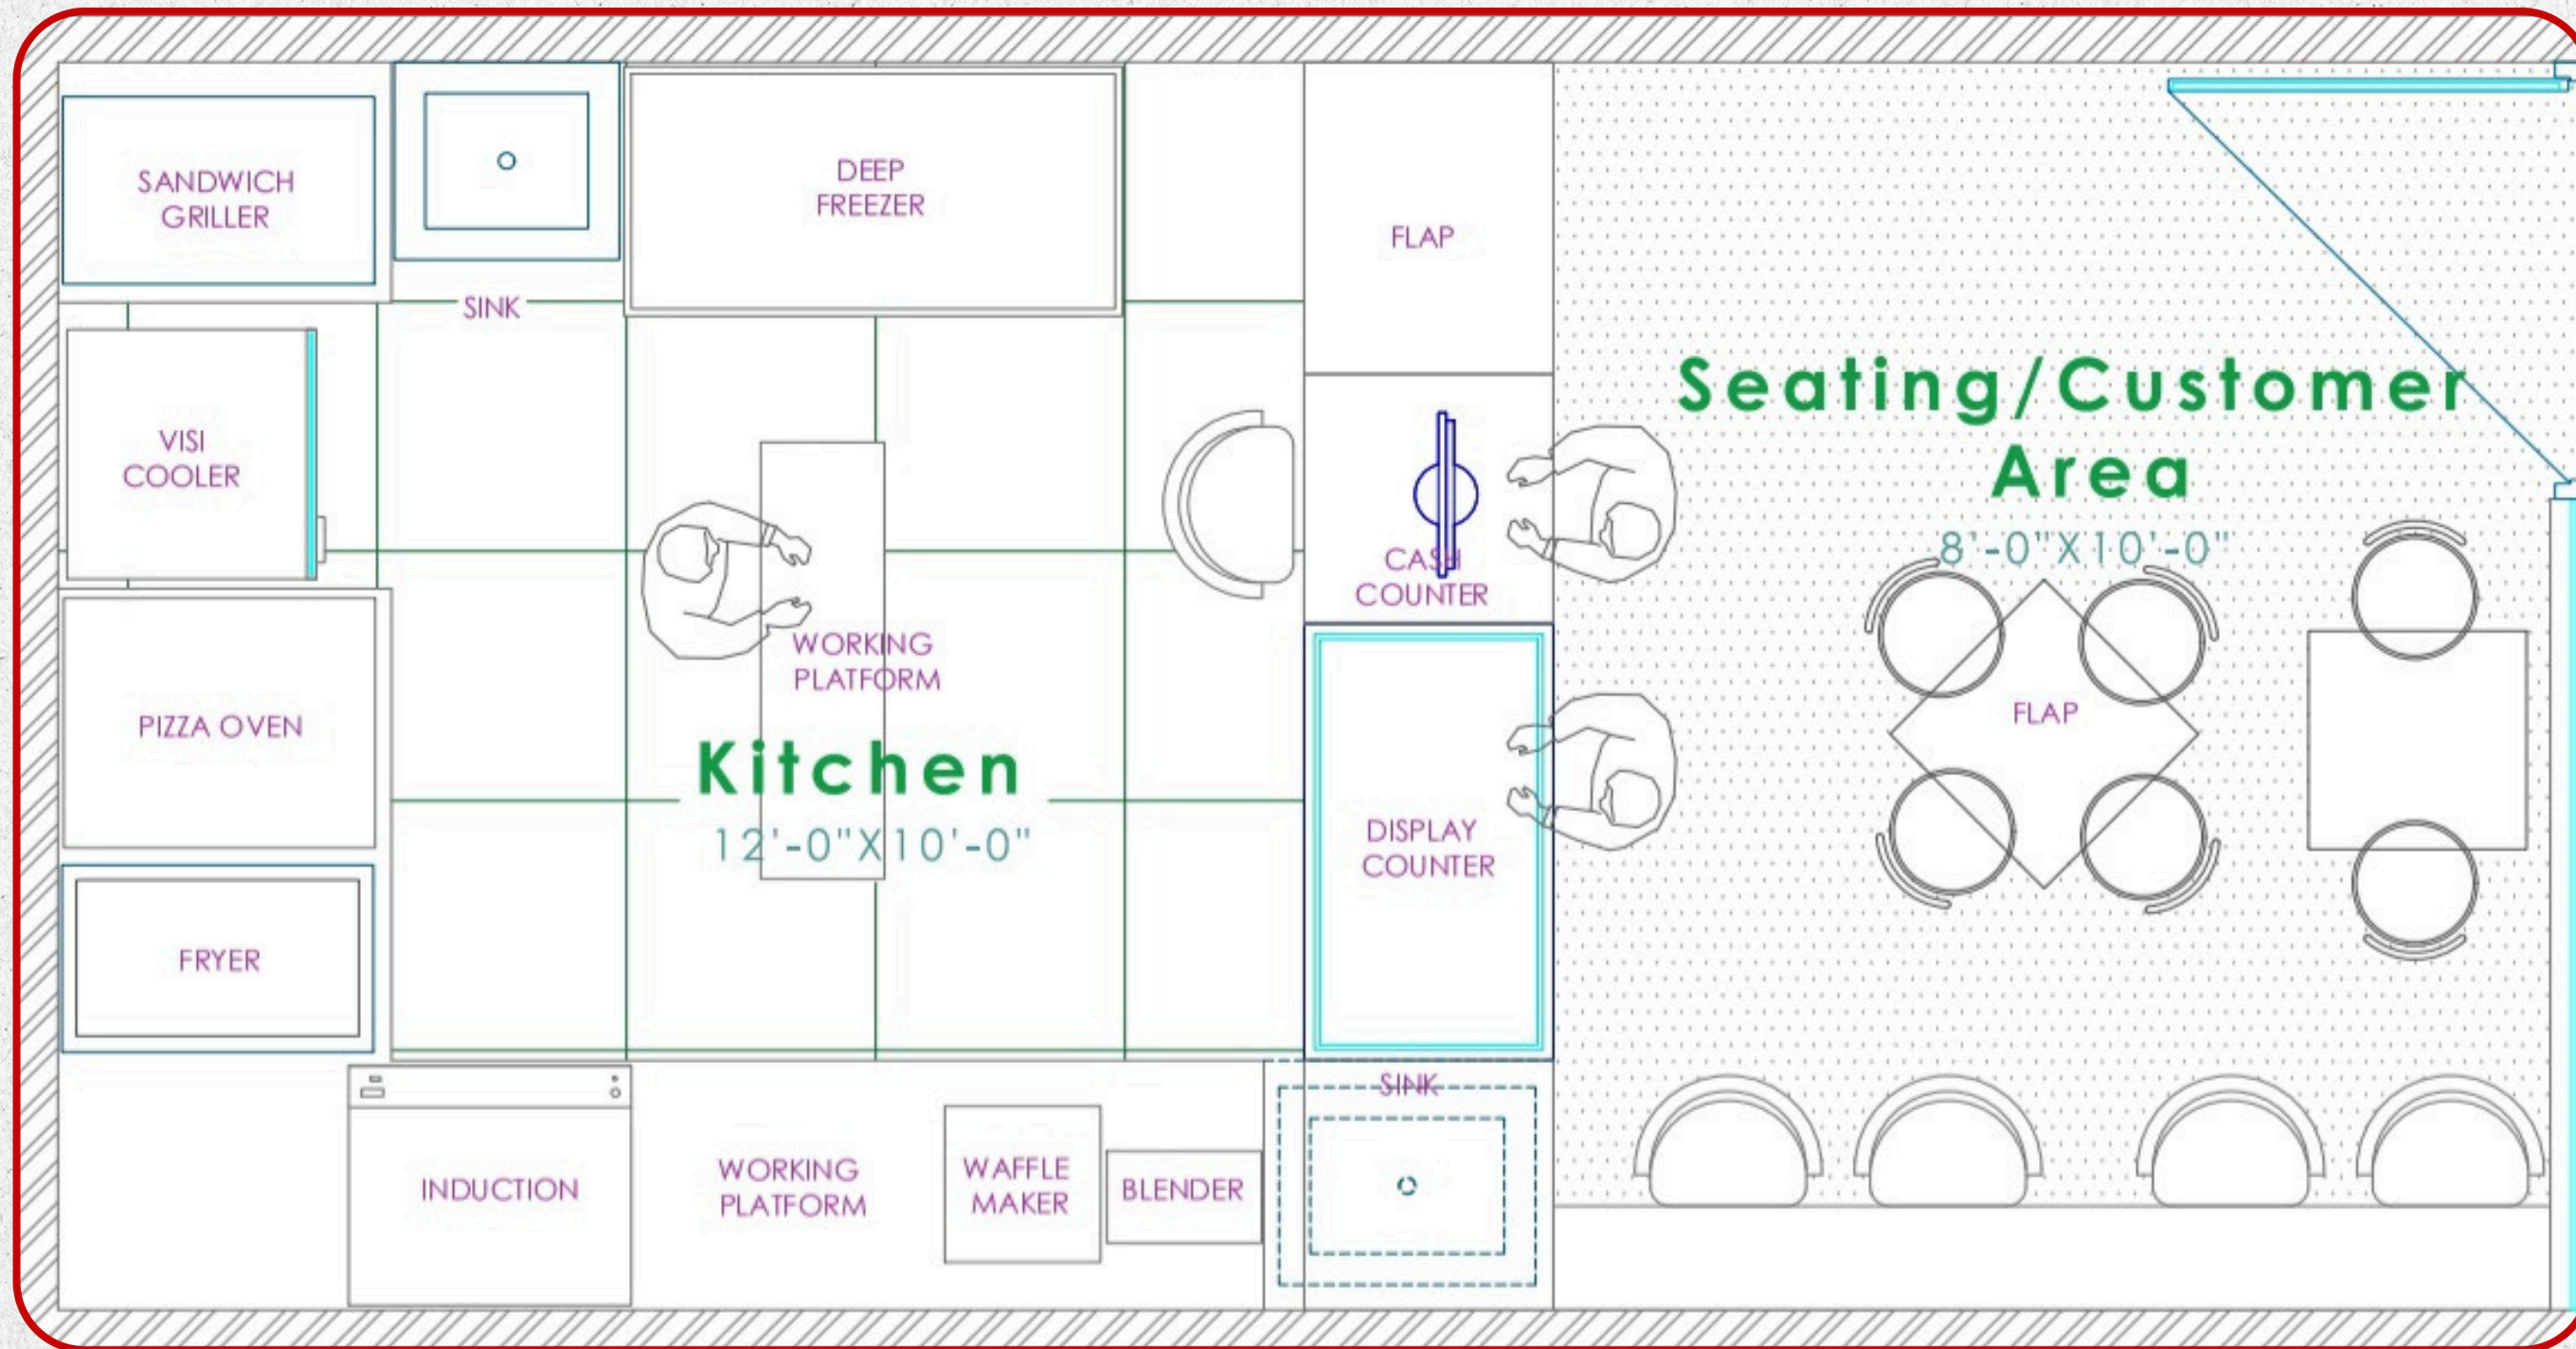 SANDWICH
GRILLER
SINK
DEEP
FREEZER
FLAP
VISI
COOLER
CASH
COUNTER
WORKING
PLATFORM
PIZZA OVEN
Kitchen
12'-0"X10'-0"
DISPLAY
COUNTER
FRYER
INDUCTION
WORKING
PLATFORM
WAFFLE
MAKER
BLENDER
SINK
Seating/Customer
Area
8'-0"X10'-0"
FLAP